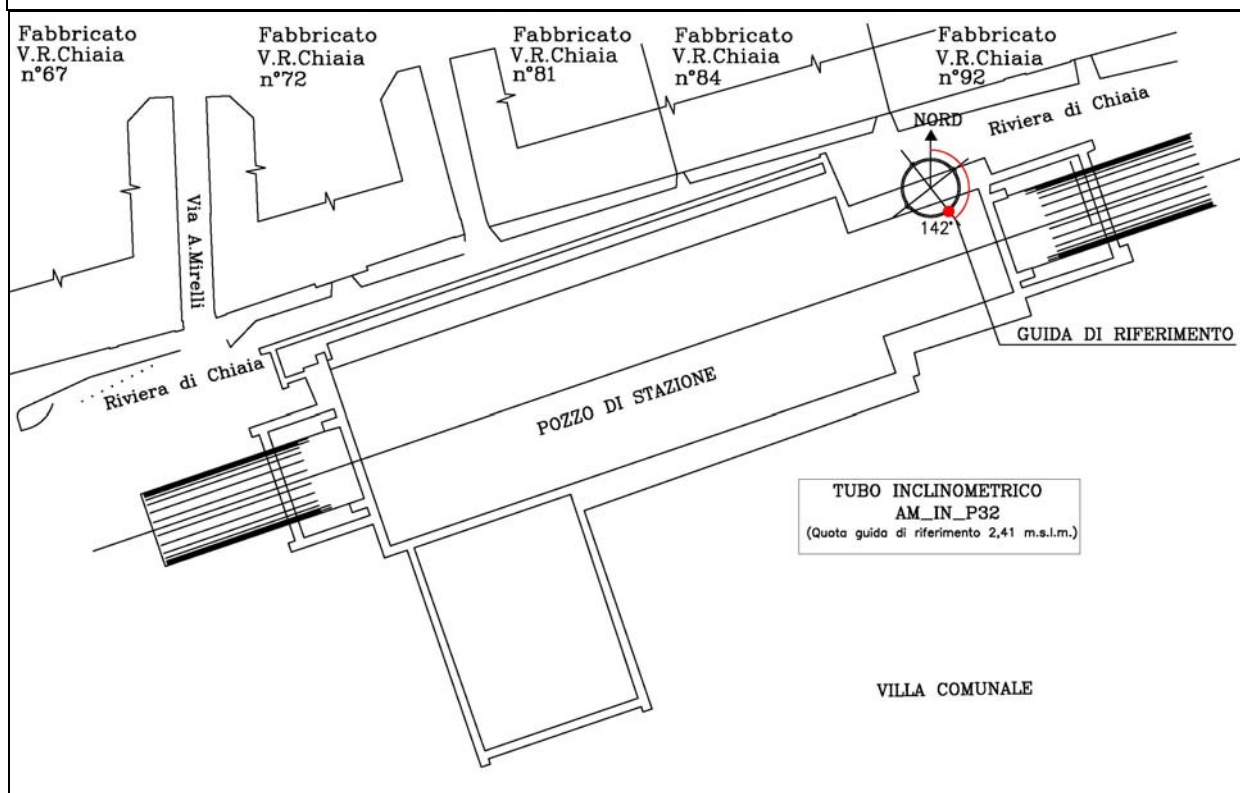 Fabbricato
V.R.Chiaia
n°67
Fabbricato
V.R.Chiaia
n°72
Fabbricato
V.R.Chiaia
n°81
Fabbricato
V.R.Chiaia
n°84
Fabbricato
V.R.Chiaia
n°92
NORD
Riviera di Chiaia
Via A.Mirelli
142°
GUIDA DI RIFERIMENTO
Riviera di Chiaia
POZZO DI STAZIONE
TUBO INCLINOMETRICO
AM_IN_P32
(Quota guida di riferimento 2,41 m.s.l.m.)
VILLA COMUNALE